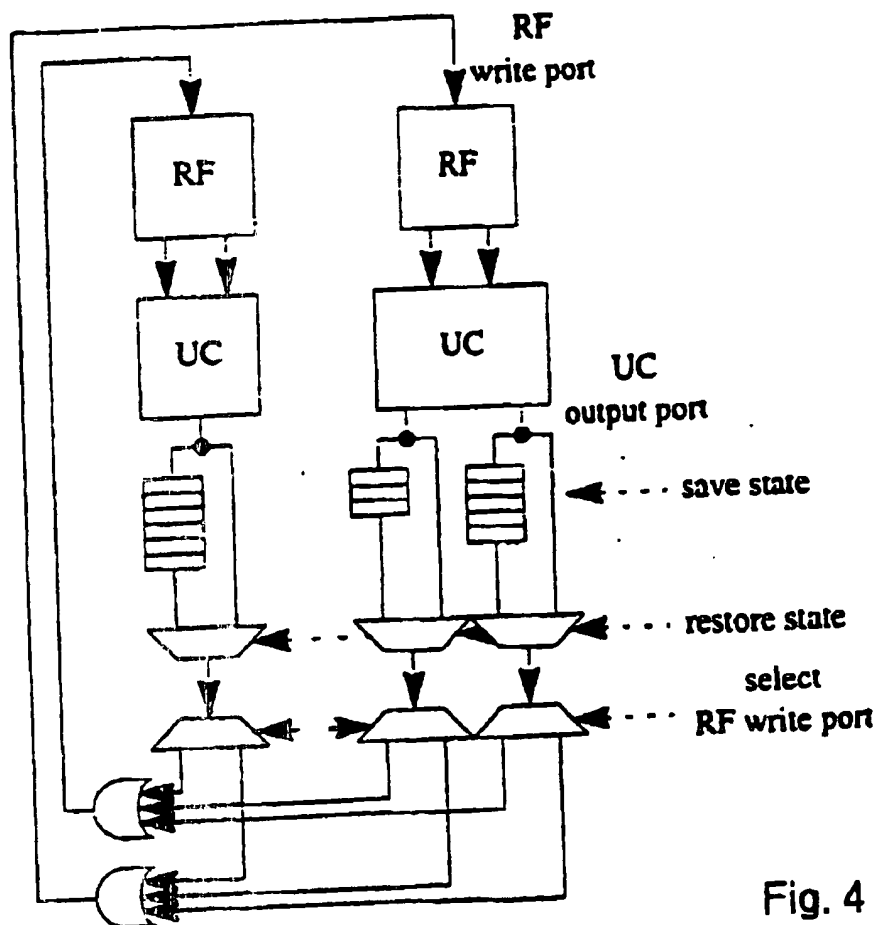 RF
write port
RF
RF
UC
UC
UC
output port
save state
restore state
select
RF write port
Fig. 4